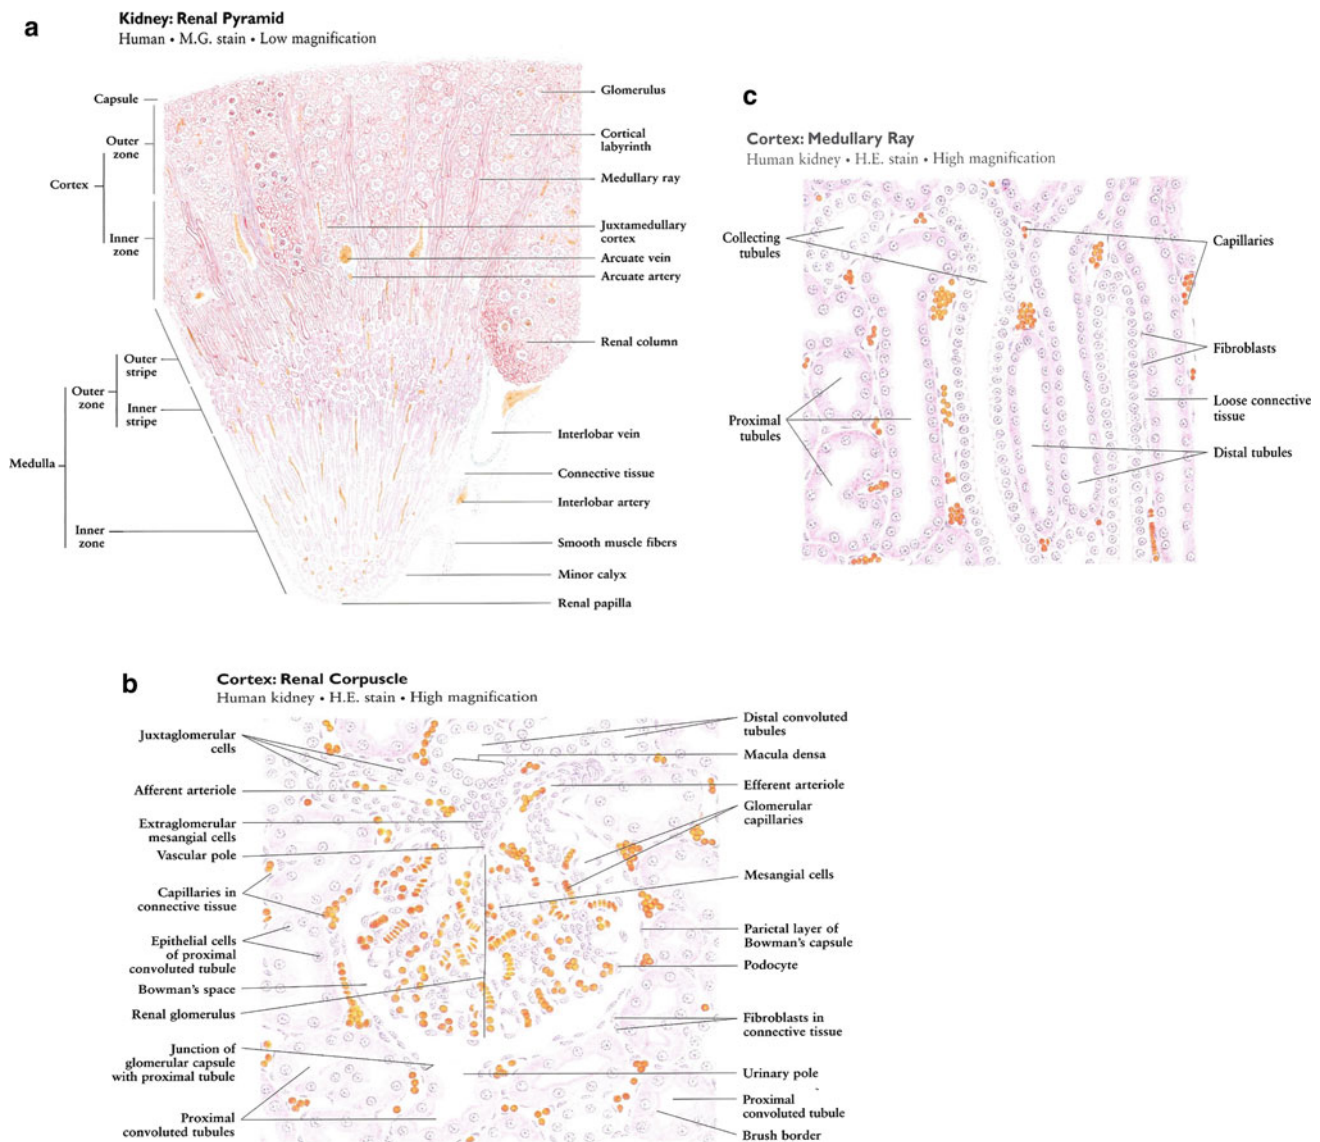 a
Kidney: Renal Pyramid
Human • M.G. stain • Low magnification
Capsule
Outer
zone
Cortex
Inner
zone
Outer
stripe
Outer
zone
Inner
stripe
Medulla
Inner
zone
Glomerulus
Cortical
labyrinth
Medullary ray
Juxtamedullary
cortex
Arcuate vein
Arcuate artery
Renal column
Interlobar vein
Connective tissue
Interlobar artery
Smooth muscle fibers
Minor calyx
Renal papilla
c
Cortex: Medullary Ray
Human kidney • H.E. stain • High magnification
Collecting
tubules
Proximal
tubules
Capillaries
Fibroblasts
Loose connective
tissue
Distal tubules
b
Cortex: Renal Corpuscle
Human kidney • H.E. stain • High magnification
Juxtaglomerular
cells
Afferent arteriole
Extraglomerular
mesangial cells
Vascular pole
Capillaries in
connective tissue
Epithelial cells
of proximal
convoluted tubule
Bowman's space
Renal glomerulus
Junction of
glomerular capsule
with proximal tubule
Proximal
convoluted tubules
Distal convoluted
tubules
Macula densa
Efferent arteriole
Glomerular
capillaries
Mesangial cells
Parietal layer of
Bowman's capsule
Podocyte
Fibroblasts in
connective tissue
Urinary pole
Proximal
convoluted tubule
Brush border